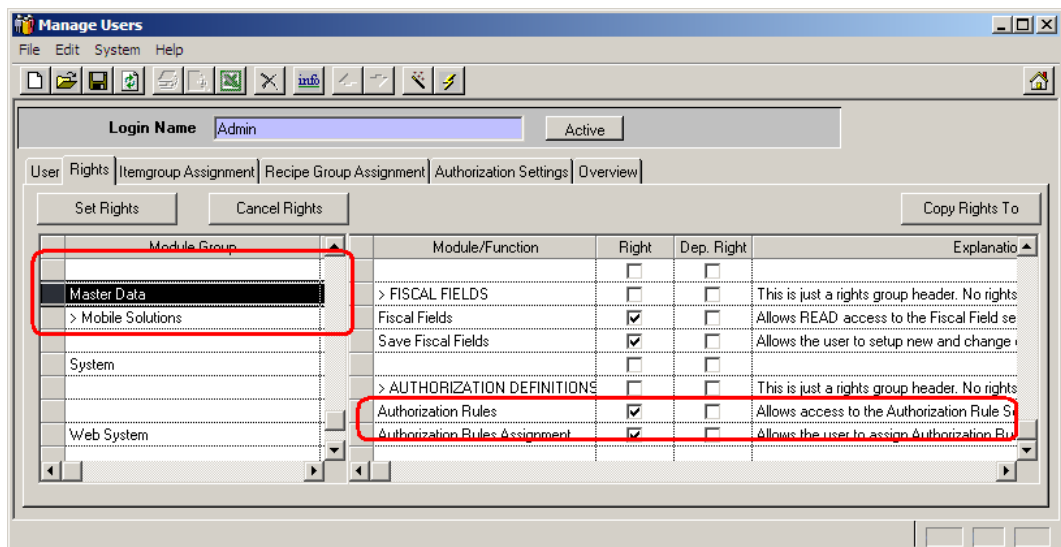 Manage Users
File Edit System Help
info
Login Name Admin Active
User Rights Itemgroup Assignment Recipe Group Assignment Authorization Settings Overview
Set Rights Cancel Rights Copy Rights To
Module Group Module/Function Right Dep. Right Explanatio
Master Data > FISCAL FIELDS This is just a rights group header. No rights
> Mobile Solutions Fiscal Fields Allows READ access to the Fiscal Field se
Save Fiscal Fields Allows the user to setup new and change
System
> AUTHORIZATION DEFINITIONS This is just a rights group header. No rights
Authorization Rules Allows access to the Authorization Rule S
Web System Authorization Rules Assignment Allows the user to assign Authorization Ru